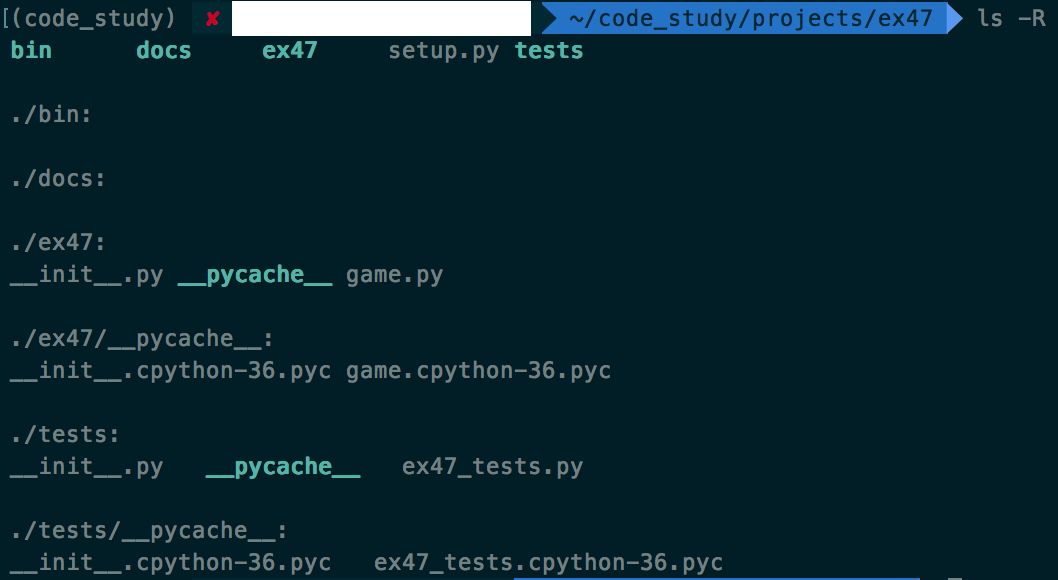 [(code_study) ✘ ~/code_study/projects/ex47 ls -R
bin docs ex47 setup.py tests
./bin:
./docs:
./ex47:
__init__.py __pycache__ game.py
./ex47/__pycache__:
__init__.cpython-36.pyc game.cpython-36.pyc
./tests:
__init__.py __pycache__ ex47_tests.py
./tests/__pycache__:
__init__.cpython-36.pyc ex47_tests.cpython-36.pyc